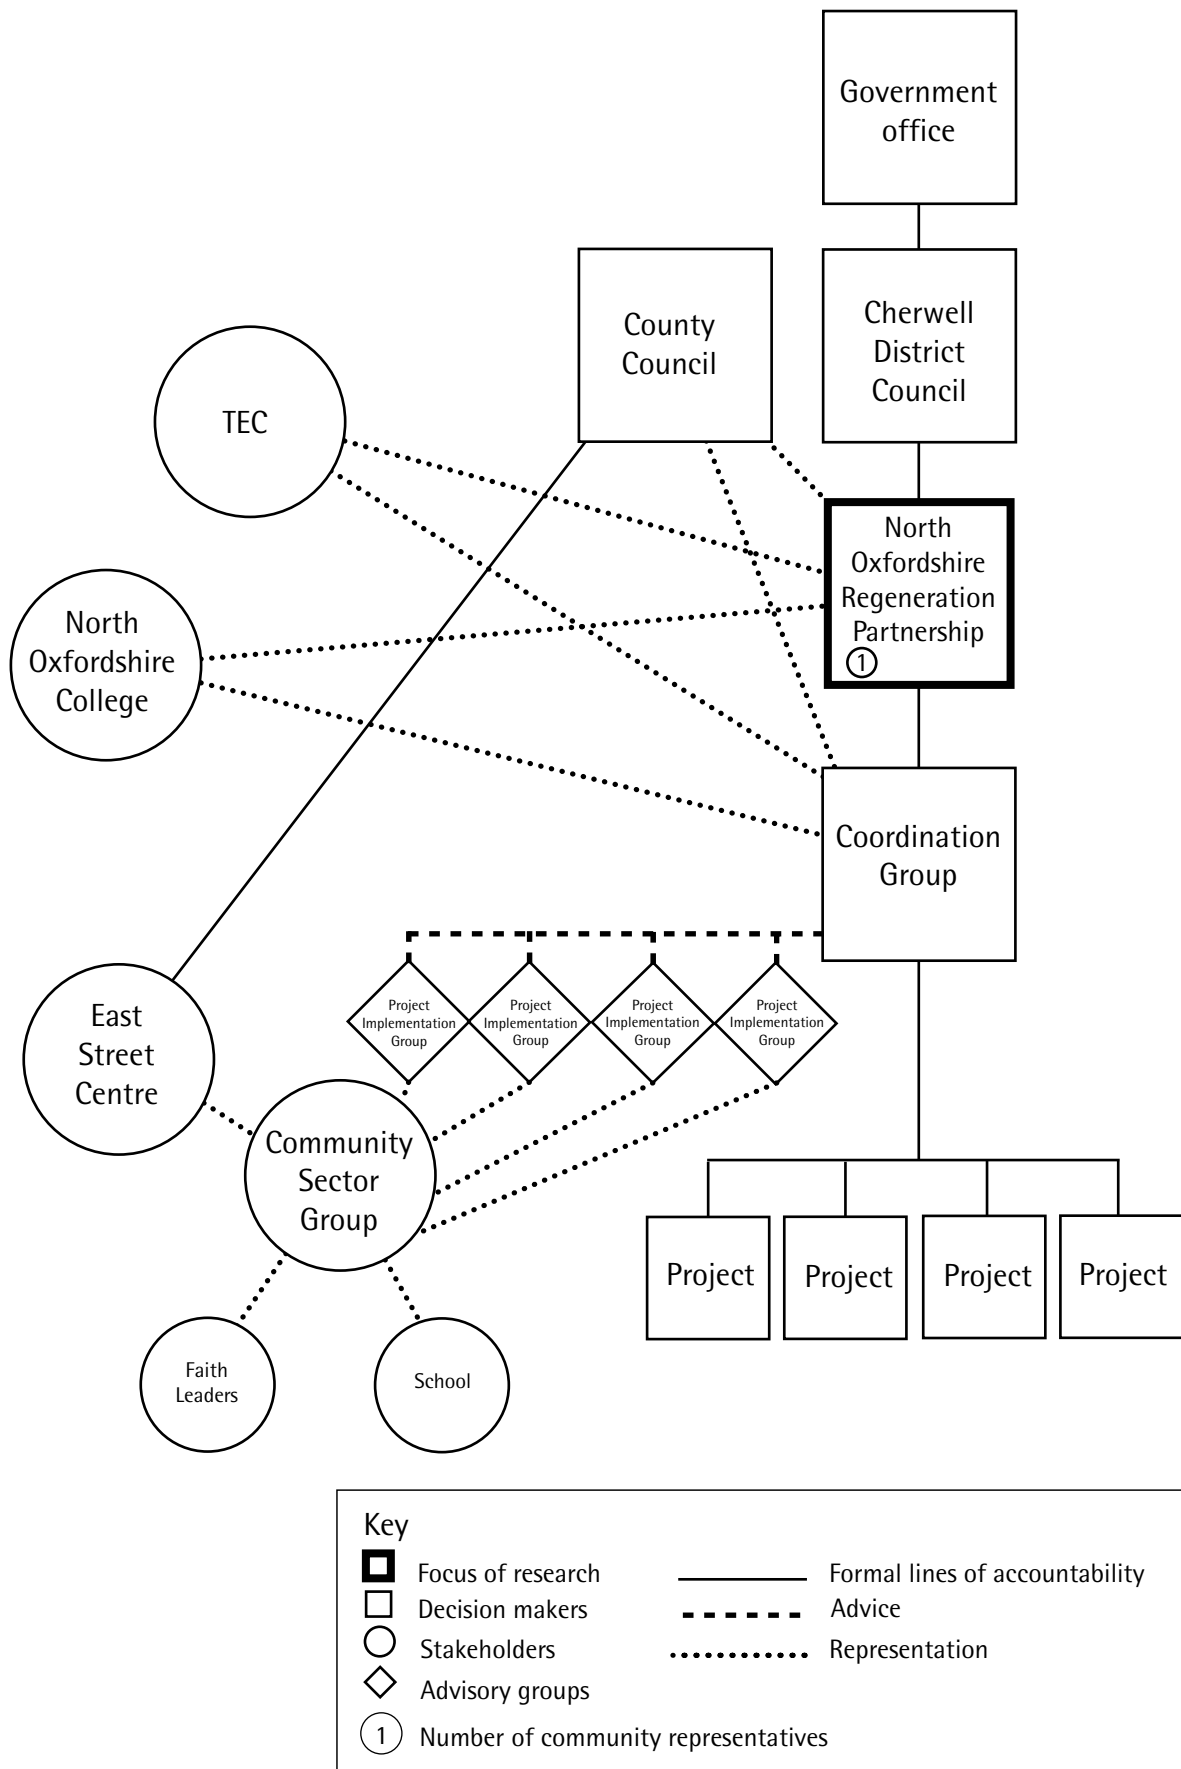 Government
office
County
Council
Cherwell
District
Council
TEC
North
Oxfordshire
Regeneration
Partnership
1
North
Oxfordshire
College
Coordination
Group
East
Street
Centre
Project
Implementation
Group
Project
Implementation
Group
Project
Implementation
Group
Project
Implementation
Group
Community
Sector
Group
Project
Project
Project
Project
Faith
Leaders
School
Key
Focus of research
Decision makers
Stakeholders
Advisory groups
1 Number of community representatives
Formal lines of accountability
Advice
Representation